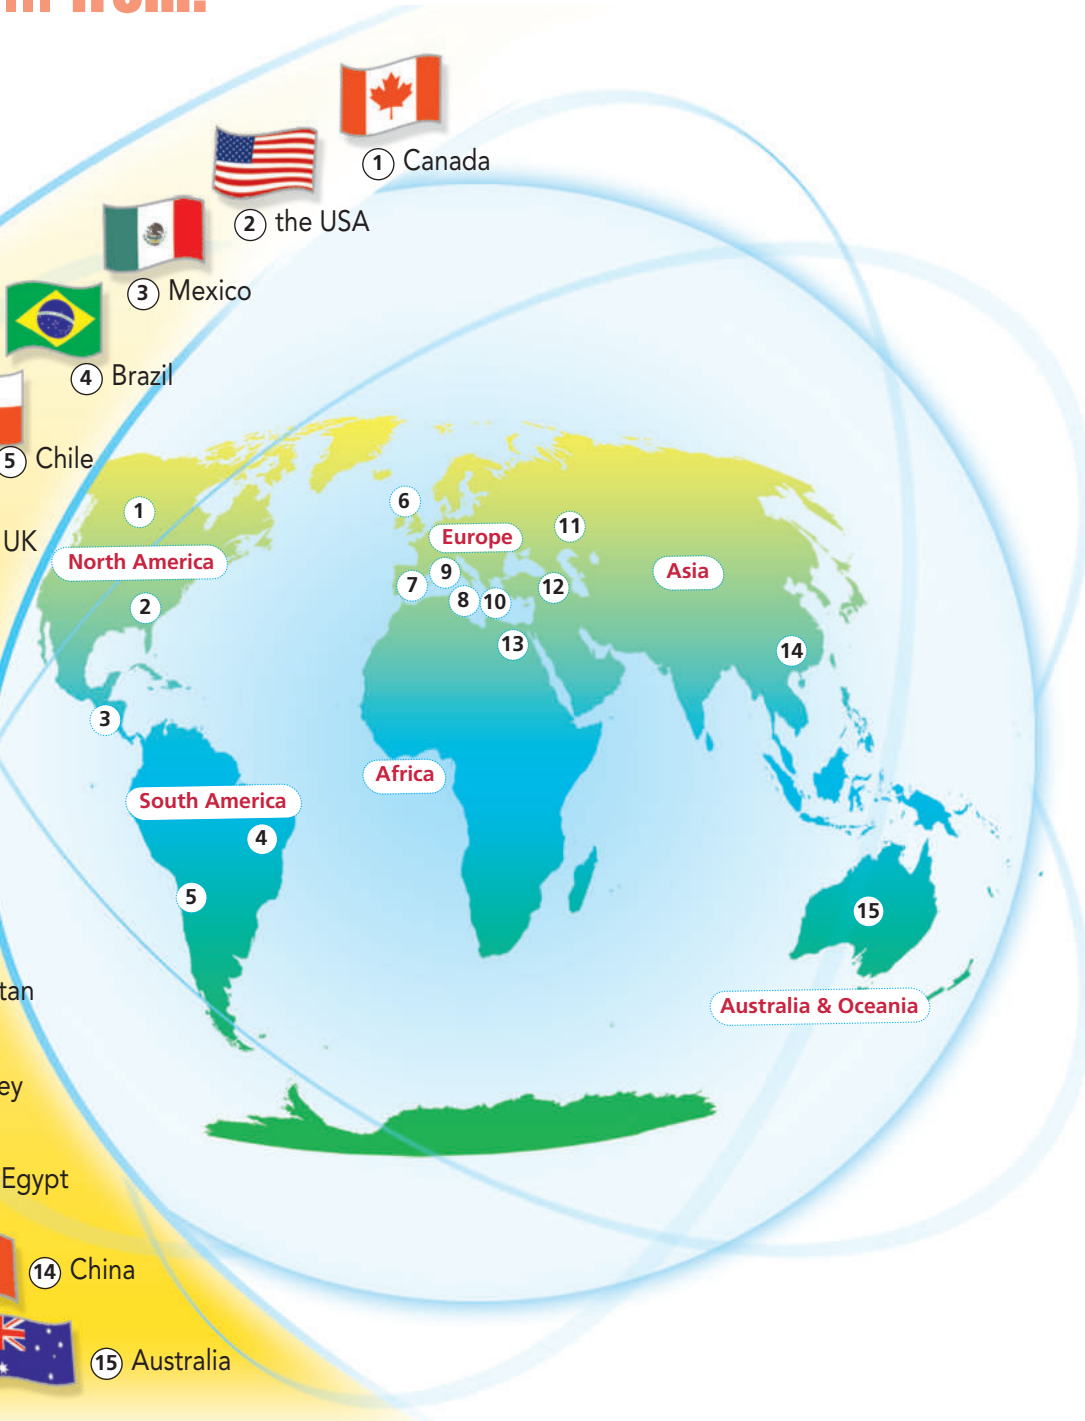 from?
1 Canada
2 the USA
3 Mexico
4 Brazil
5 Chile
UK
tan
ey
Egypt
14 China
15 Australia
1
North America
2
3
South America
4
5
6
Europe
7
9
8
10
11
12
13
Asia
14
Africa
15
Australia & Oceania